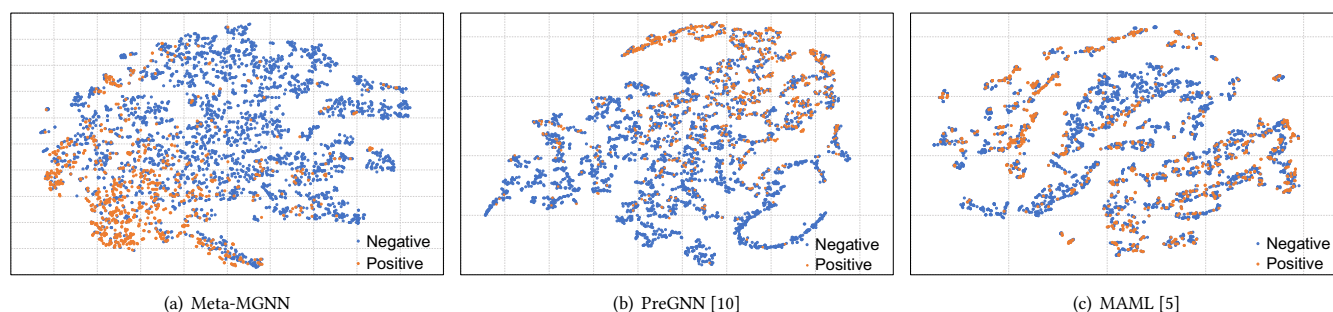 Negative
Positive
Negative
Positive
Negative
Positive
(a) Meta-MGNN
(b) PreGNN [10]
(c) MAML [5]